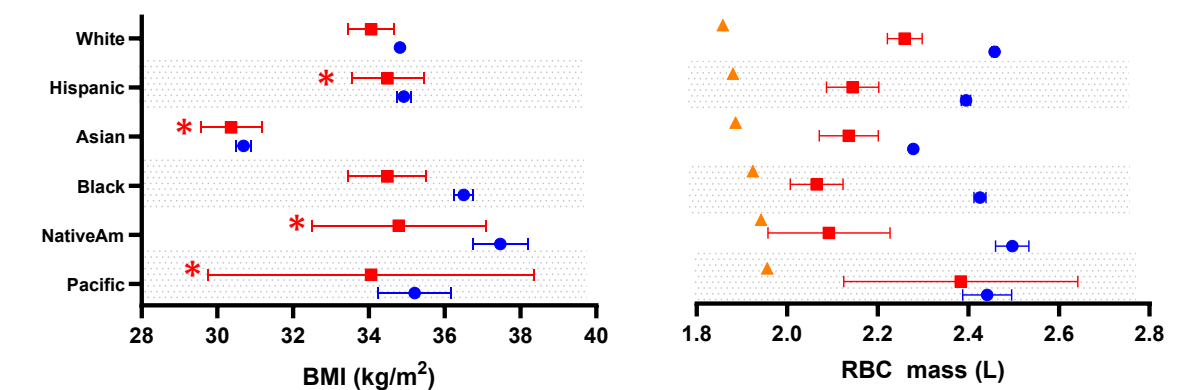 White
Hispanic
Asian
Black
NativeAm
Pacific
*
*
*
*
28 30 32 34 36 38 40
BMI (kg/m²)
1.8 2.0 2.2 2.4 2.6 2.8
RBC mass (L)